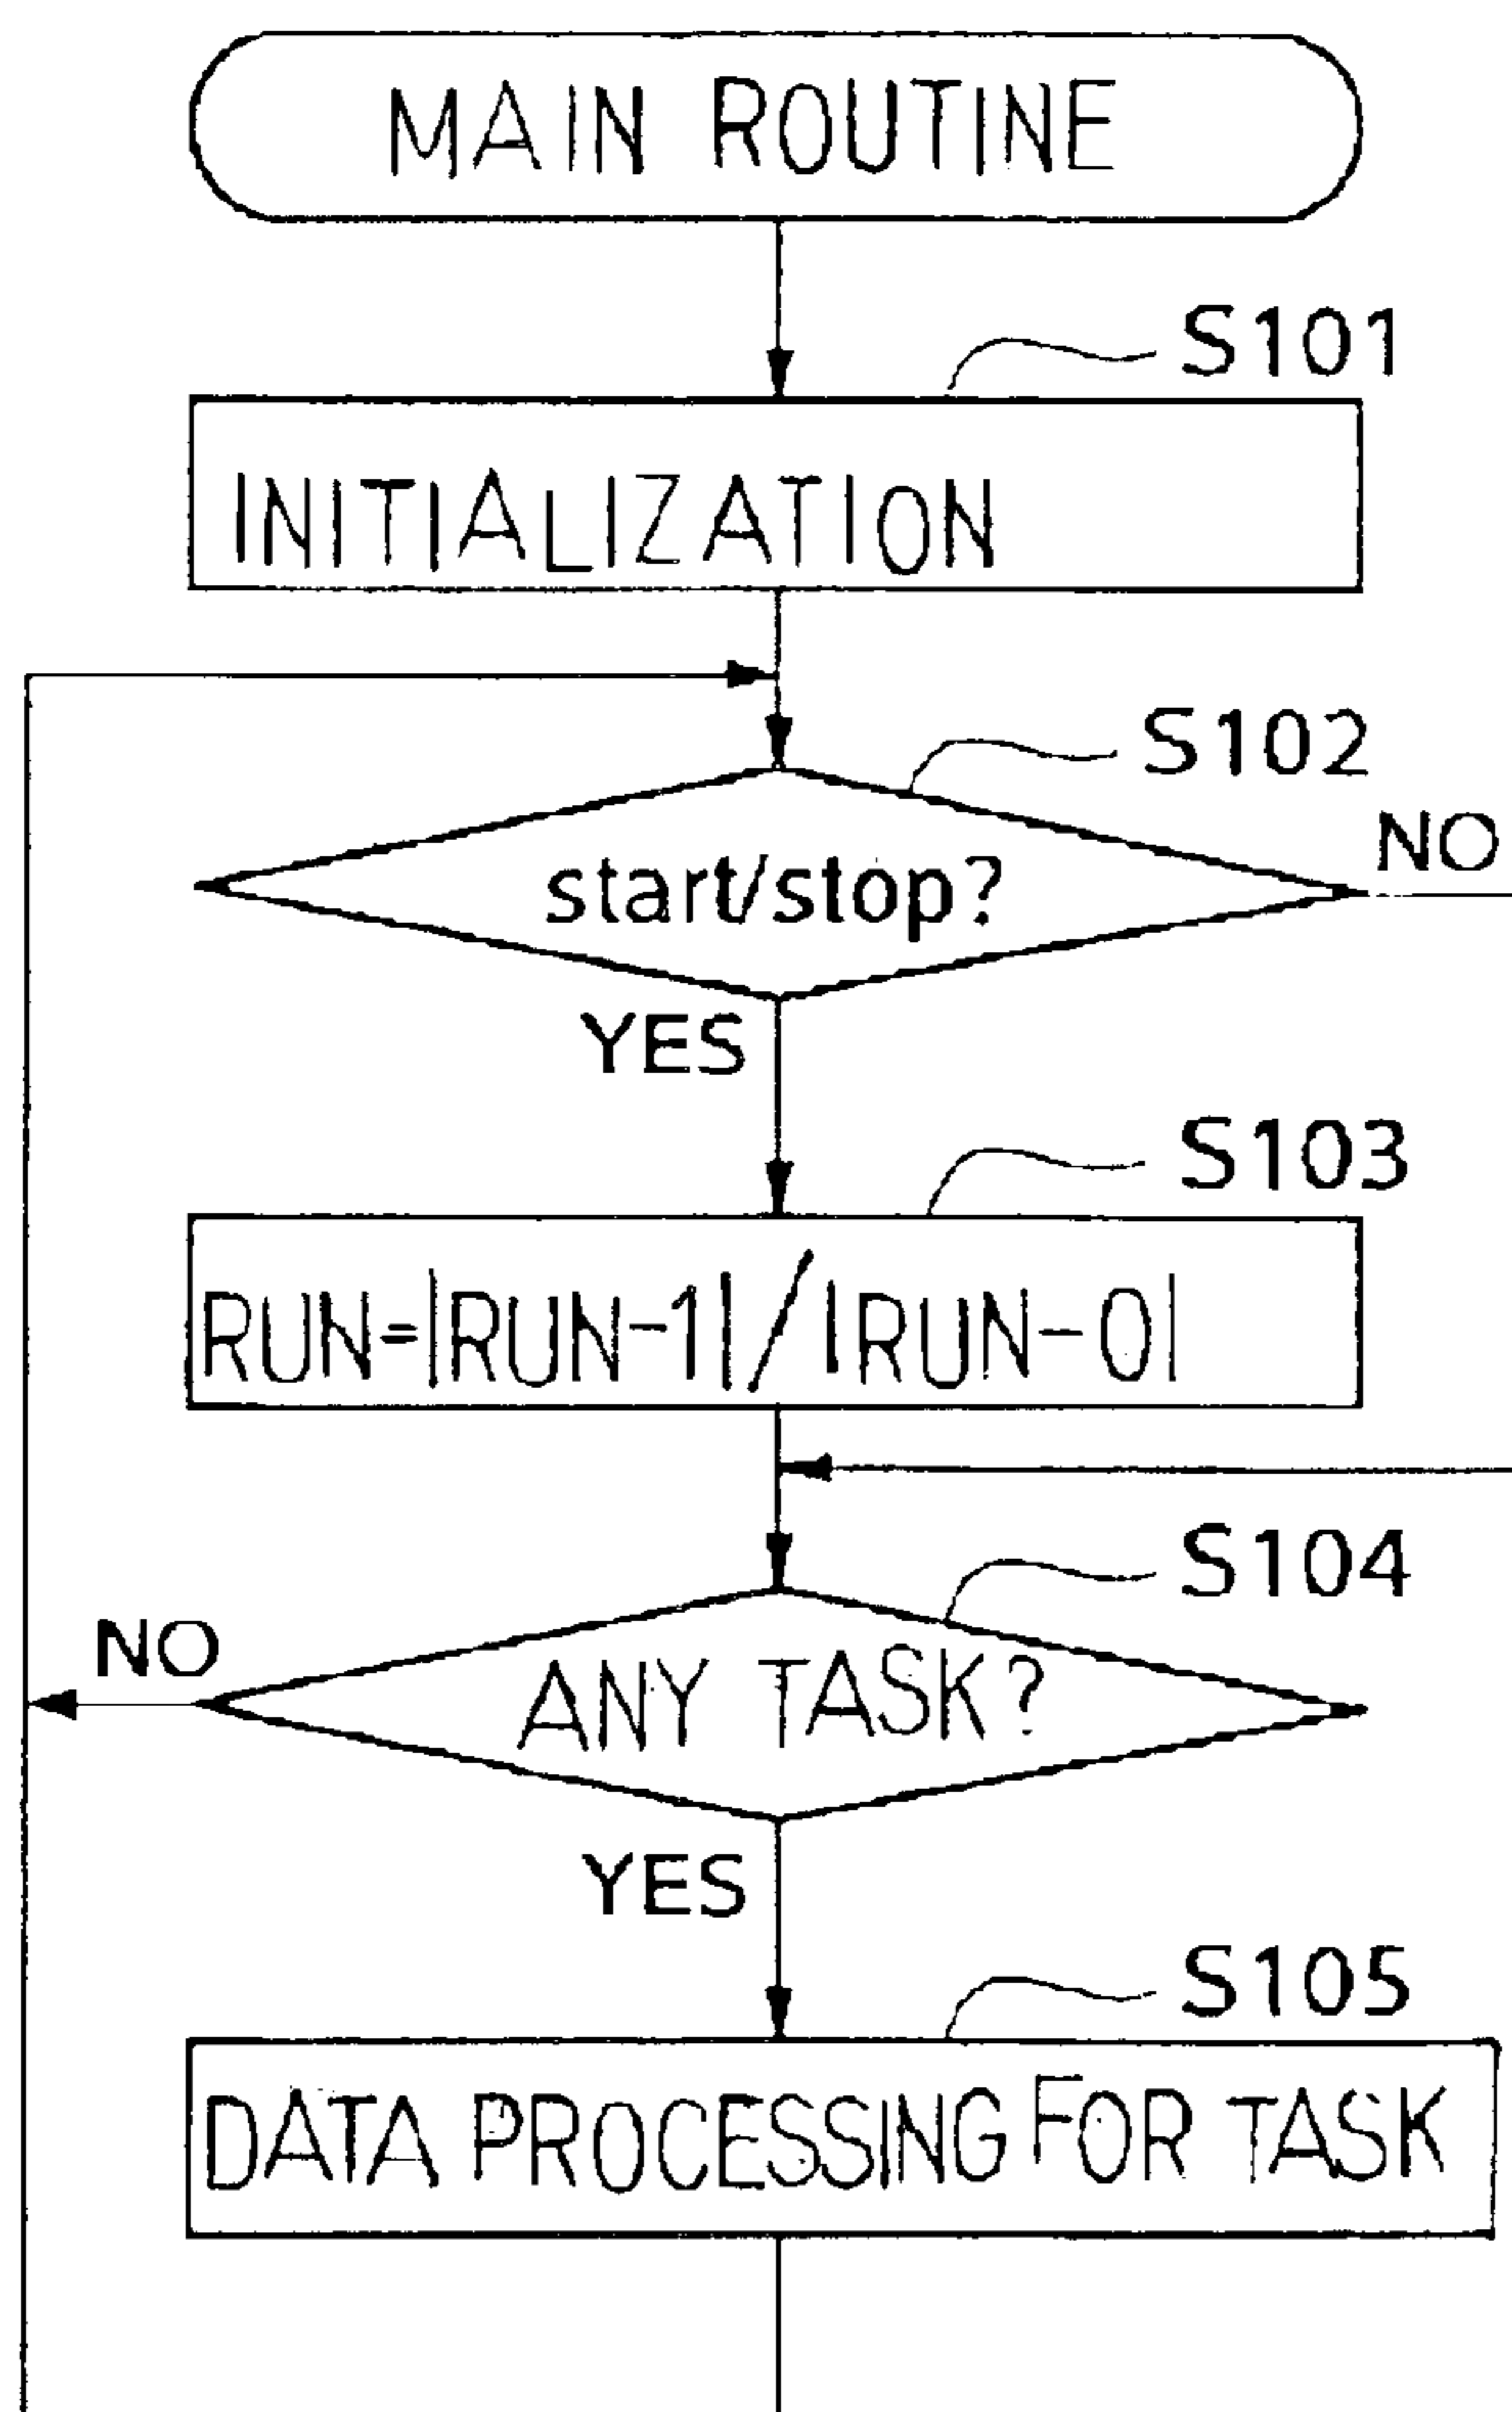 MAIN ROUTINE
S101
INITIALIZATION
S102
NO
start/stop?
YES
S103
RUN=|RUN-1|/|RUN-0|
S104
NO
ANY TASK?
YES
S105
DATA PROCESSING FOR TASK